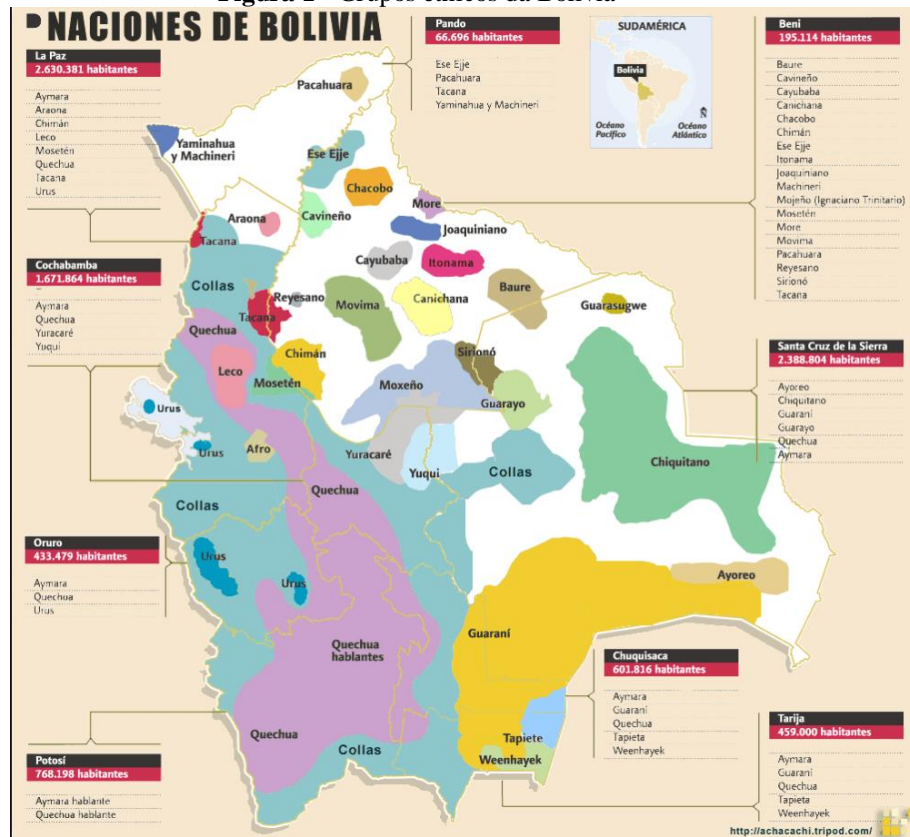 Figura 1 - Grupos étnicos da Bolívia
NACIONES DE BOLIVIA
La Paz
2.630.381 habitantes
Aymara
Araona
Chimán
Leco
Mosetén
Quechua
Tacana
Urus
Cochabamba
1.671.864 habitantes
Aymara
Quechua
Yuracaré
Yuqui
Oruro
433.479 habitantes
Aymara
Quechua
Urus
Potosí
768.198 habitantes
Aymara hablante
Quechua hablante
Pando
66.696 habitantes
Ese Ejje
Pacahuara
Tacana
Yaminahua y Machineri
SUDAMÉRICA
Bolivia
Océano
Pacífico
Océano
Atlántico
N
Beni
195.114 habitantes
Baure
Cavineño
Cayubaba
Canichana
Chacobo
Chimán
Ese Ejje
Itonama
Joaquiniano
Machineri
Mojeño (Ignaciano Trinitario)
Mosetén
More
Movima
Pacahuara
Reyesano
Sirionó
Tacana
Santa Cruz de la Sierra
2.388.804 habitantes
Ayoreo
Chiquitano
Guaraní
Guarayo
Quechua
Aymara
Chuquisaca
601.816 habitantes
Aymara
Guaraní
Quechua
Tapieta
Weenhayek
Tarija
459.000 habitantes
Aymara
Guaraní
Quechua
Tapieta
Weenhayek
Pacahuara
Yaminahua
y Machineri
Ese Ejje
Chacobo
More
Araona
Cavineño
Joaquiniano
Tacana
Cayubaba
Itonama
Collas
Reyesano
Movima
Canichana
Baure
Guarasugwe
Tacana
Quechua
Chimán
Sirionó
Leco
Mosetén
Moxeño
Guarayo
Urus
Urus
Afro
Yuracaré
Yuqui
Collas
Chiquitano
Quechua
Collas
Urus
Urus
Ayoreo
Guaraní
Quechua
hablantes
Quechua
Collas
Tapiete
Weenhayek
http://achacachi.tripod.com/